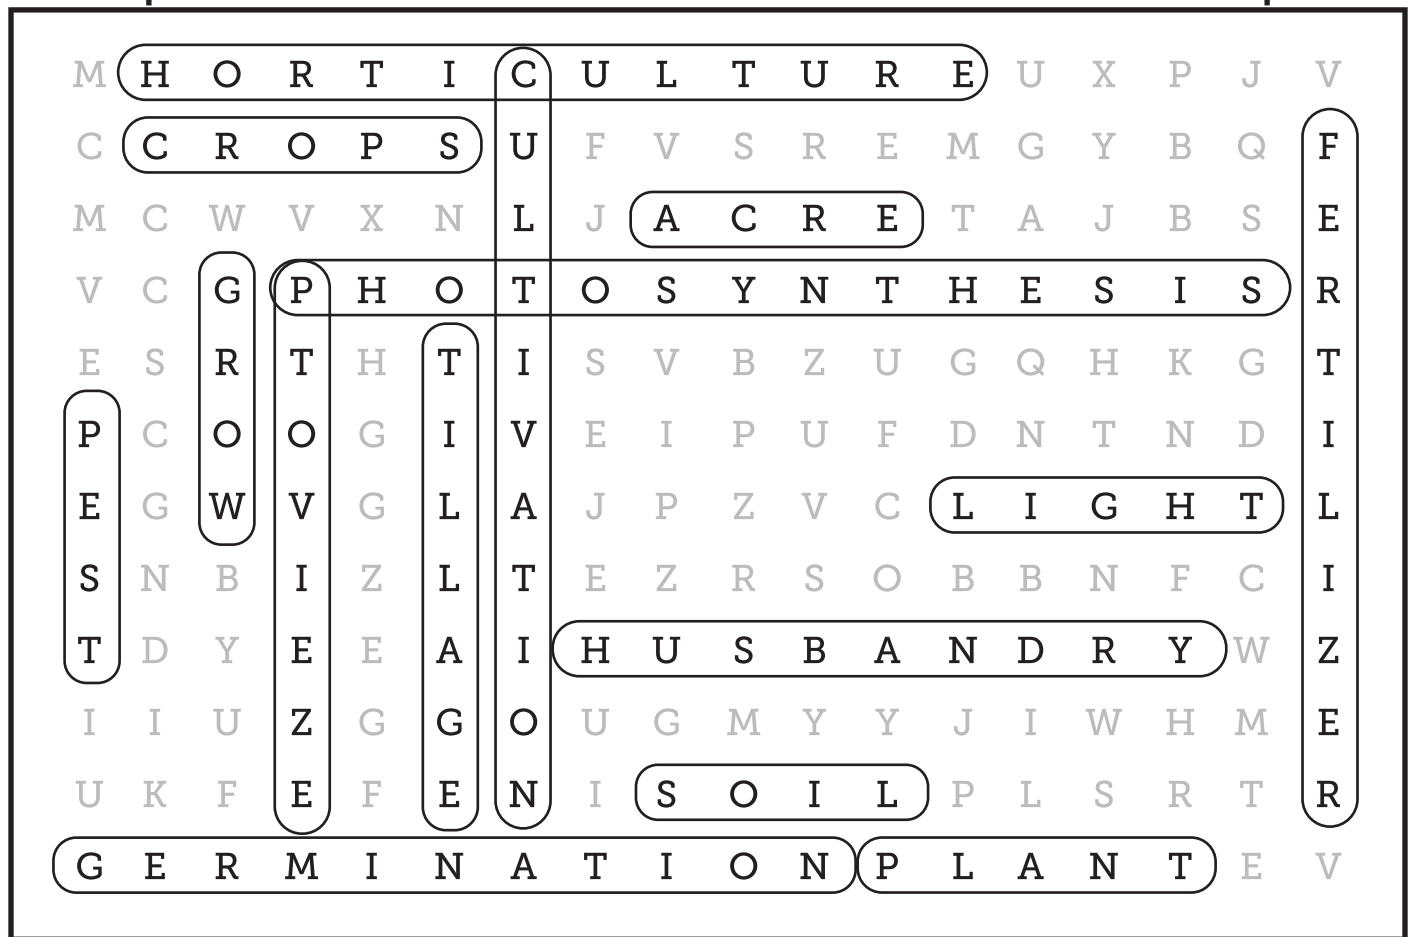 M H O R T I C U L T U R E U X P J V
C C R O P S U F V S R E M G Y B Q F
M C W V X N L J A C R E T A J B S E
V C G P H O T O S Y N T H E S I S R
E S R T H T I S V B Z U G Q H K G T
P C O O G I V E I P U F D N T N D I
E G W V G L A J P Z V C L I G H T L
S N B I Z L T E Z R S O B B N F C I
T D Y E E A I H U S B A N D R Y W Z
I I U Z G G O U G M Y Y J I W H M E
U K F E F E N I S O I L P L S R T R
G E R M I N A T I O N P L A N T E V